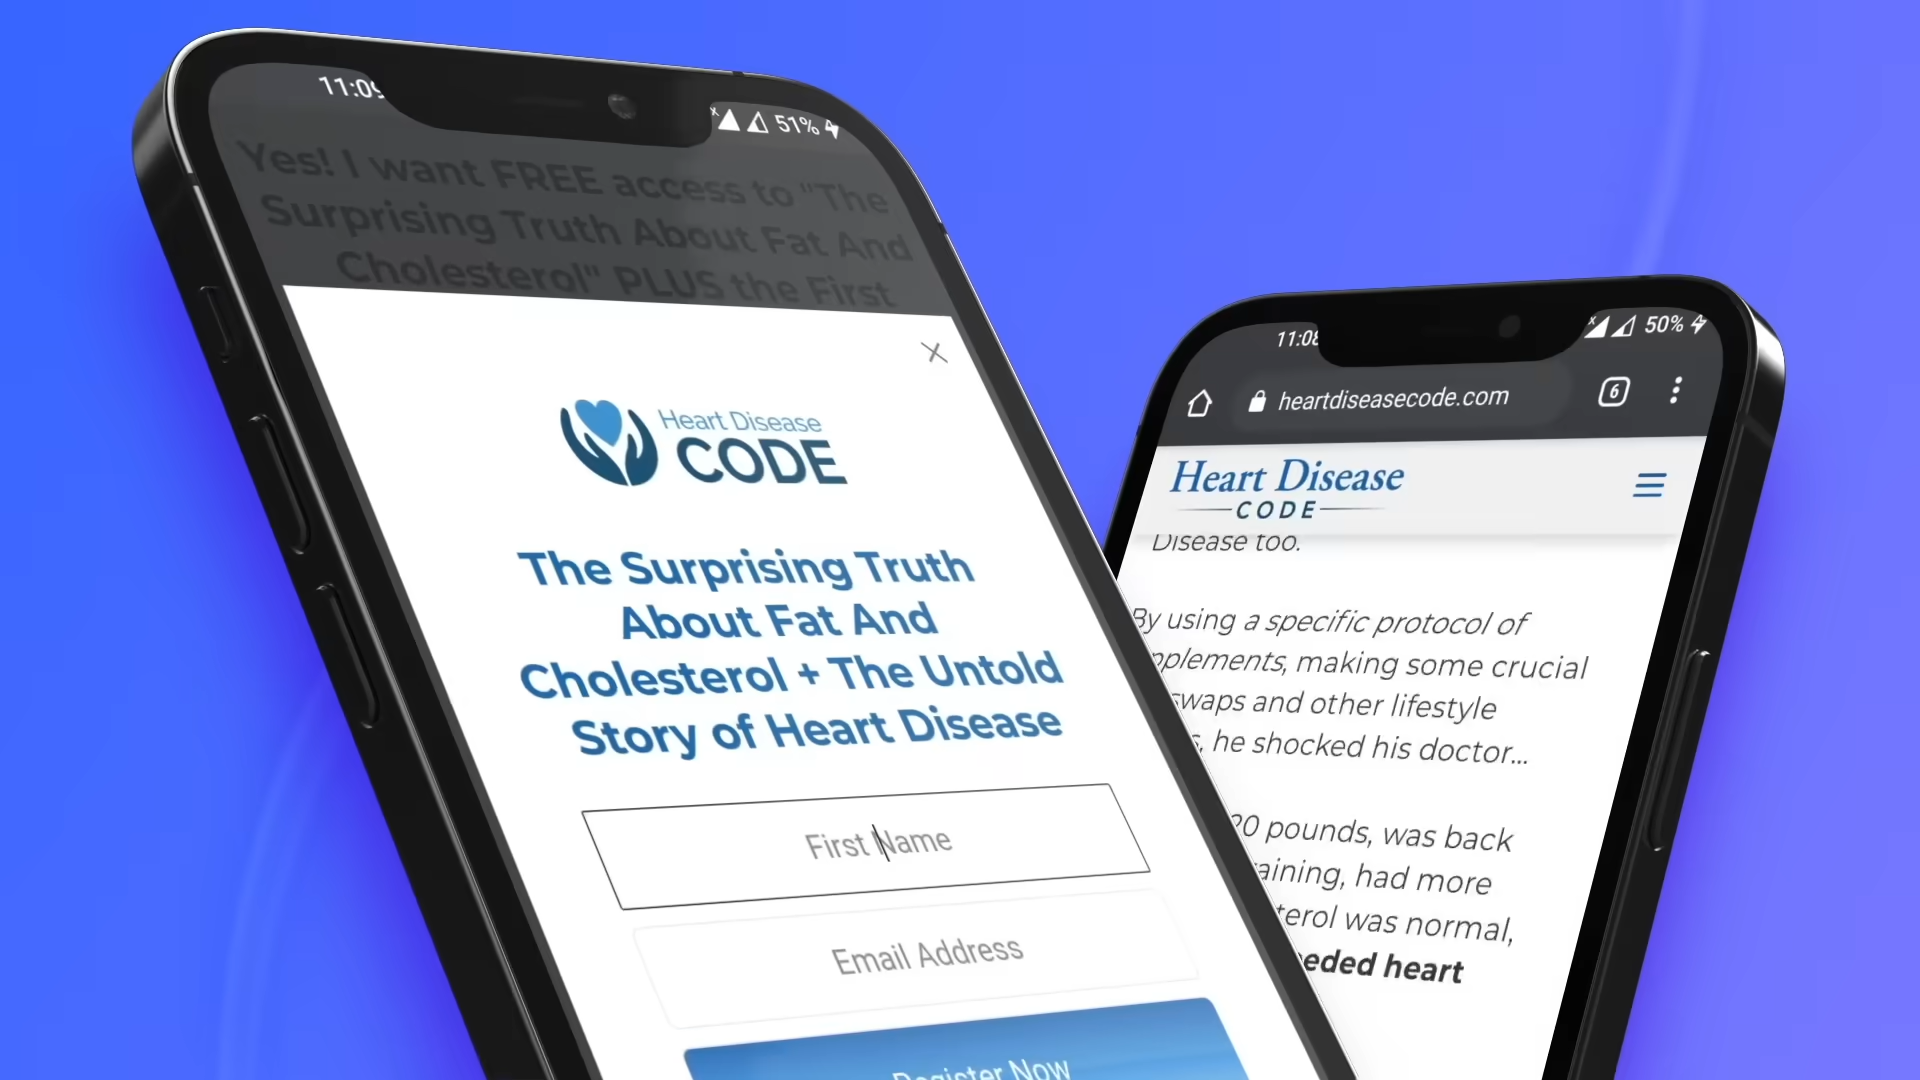 11:09
51%
Yes! I want FREE access to "The
Surprising Truth About Fat And
Cholesterol" PLUS the First
Heart Disease
CODE
The Surprising Truth
About Fat And
Cholesterol + The Untold
Story of Heart Disease
First Name
Email Address
Register Now
11:08
50%
heartdiseasecode.com
6
Heart Disease
CODE
Disease too.
By using a specific protocol of
making some crucial
swaps and other lifestyle
he shocked his doctor...
pounds, was back
had more
was normal,
heart